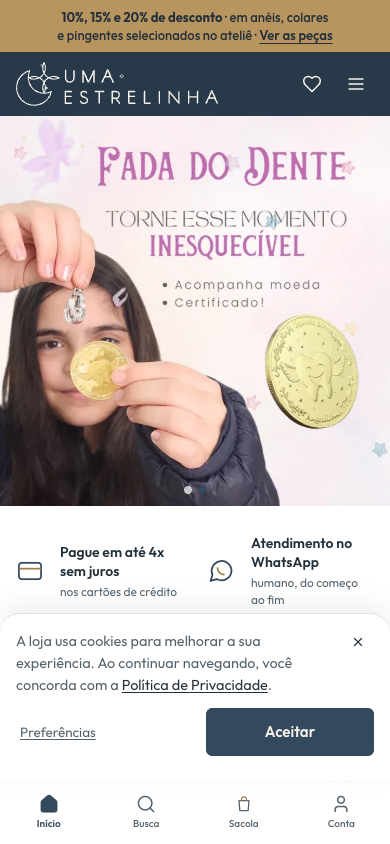 10%, 15% e 20% de desconto · em anéis, colares
e pingentes selecionados no ateliê · Ver as peças
UMA
ESTRELINHA
FADA DO DENTE
TORNE ESSE MOMENTO
INESQUECÍVEL
• Acompanha moeda
• Certificado!
Pague em até 4x
sem juros
nos cartões de crédito
Atendimento no
WhatsApp
humano, do começo
ao fim
A loja usa cookies para melhorar a sua
experiência. Ao continuar navegando, você
concorda com a Política de Privacidade.
×
Preferências
Aceitar
Início
Busca
Sacola
Conta